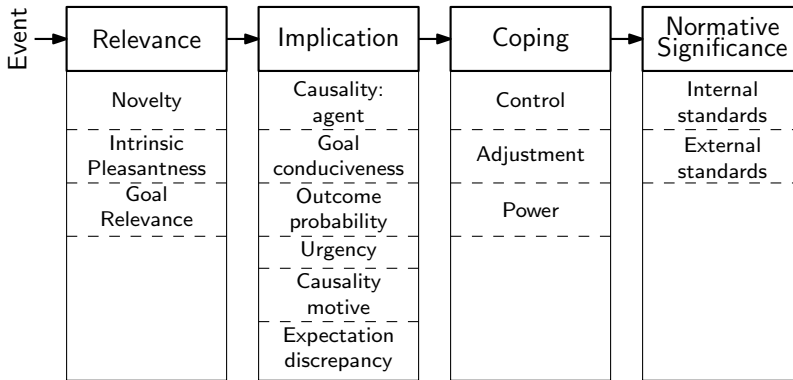 Event
Relevance
Novelty
Intrinsic
Pleasantness
Goal
Relevance
Implication
Causality:
agent
Goal
conduciveness
Outcome
probability
Urgency
Causality
motive
Expectation
discrepancy
Coping
Control
Adjustment
Power
Normative
Significance
Internal
standards
External
standards